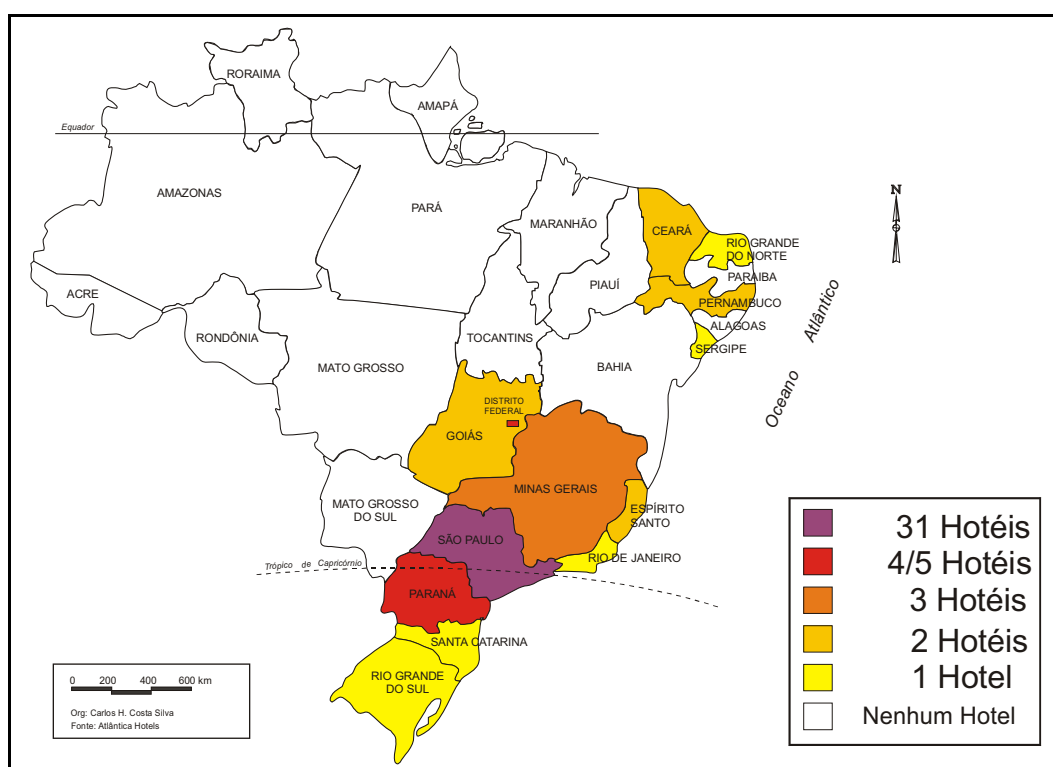 RORAIMA
AMAPÁ
Equador
AMAZONAS
PARÁ
MARANHÃO
CEARÁ
RIO GRANDE
DO NORTE
N
PIAUÍ
PARAIBA
ACRE
PERNAMBUCO
ALAGOAS
RONDÔNIA
TOCANTINS
SERGIPE
MATO GROSSO
BAHIA
Oceano Atlântico
DISTRITO
FEDERAL
GOIÁS
MINAS GERAIS
MATO GROSSO
DO SUL
ESPÍRITO
SANTO
SÃO PAULO
RIO DE JANEIRO
Trópico de Capricórnio
PARANÁ
SANTA CATARINA
RIO GRANDE
DO SUL
31 Hotéis
4/5 Hotéis
3 Hotéis
2 Hotéis
1 Hotel
Nenhum Hotel
0 200 400 600 km
Org: Carlos H. Costa Silva
Fonte: Atlântica Hotels